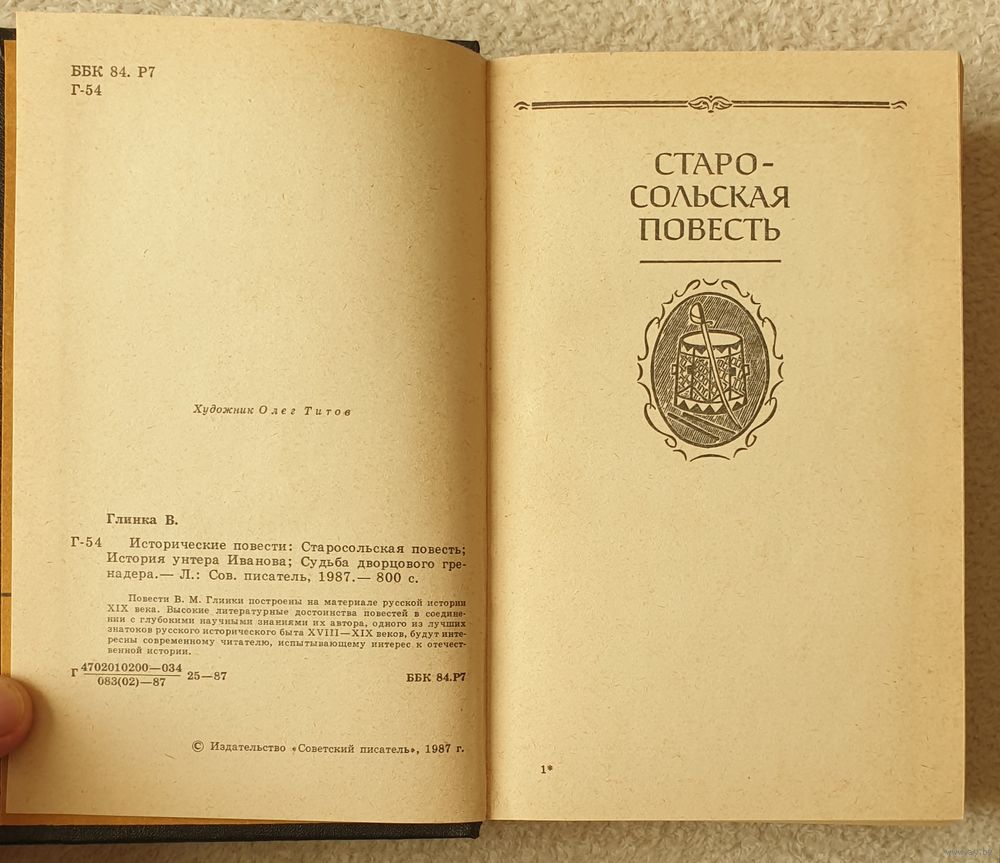 ББК 84. Р7
Г-54
Художник Олег Титов
Глинка В.
Г-54 Исторические повести: Старосольская повесть;
История унтера Иванова; Судьба дворцового гре-
надера.— Л.: Сов. писатель, 1987.— 800 с.
Повести В. М. Глинки построены на материале русской истории
XIX века. Высокие литературные достоинства повестей в соедине-
нии с глубокими научными знаниями их автора, одного из лучших
знатоков русского исторического быта XVIII—XIX веков, будут инте-
ресны современному читателю, испытывающему интерес к отечест-
венной истории.
Г 4702010200—034
083(02)—87 25—87
ББК 84.Р7
© Издательство «Советский писатель», 1987 г.
СТАРО-
СОЛЬСКАЯ
ПОВЕСТЬ
1*
www.ay.by